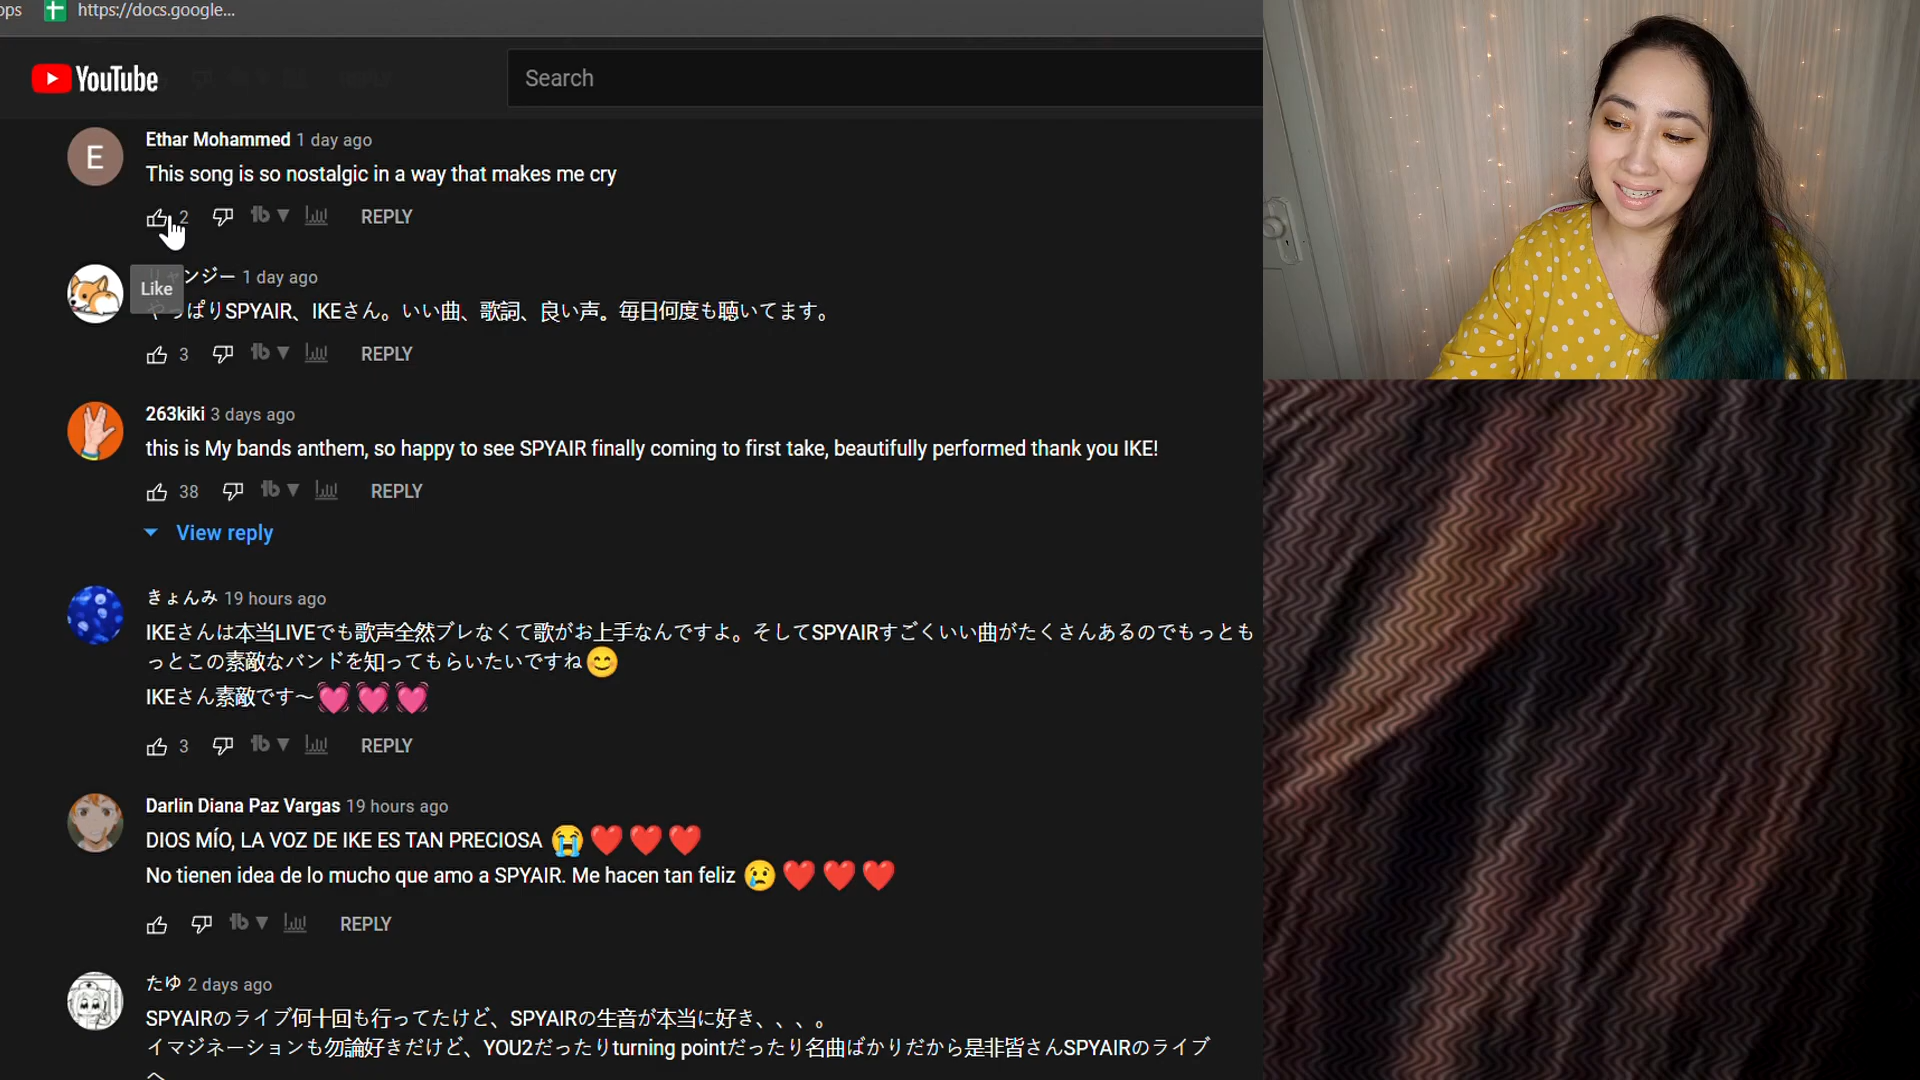 ops https://docs.google...
YouTube
Search
E
Ethar Mohammed 1 day ago
This song is so nostalgic in a way that makes me cry
2 tb REPLY
ンジー 1 day ago
Like
やっぱりSPYAIR、IKEさん。いい曲、歌詞、良い声。毎日何度も聴いてます。
3 tb REPLY
263kiki 3 days ago
this is My bands anthem, so happy to see SPYAIR finally coming to first take, beautifully performed thank you IKE!
38 tb REPLY
View reply
きょんみ 19 hours ago
IKEさんは本当LIVEでも歌声全然ブレなくて歌がお上手なんですよ。そしてSPYAIRすごくいい曲がたくさんあるのでもっとも
っとこの素敵なバンドを知ってもらいたいですね😊
IKEさん素敵です〜💓💓💓
3 tb REPLY
Darlin Diana Paz Vargas 19 hours ago
DIOS MÍO, LA VOZ DE IKE ES TAN PRECIOSA 😭❤️❤️❤️
No tienen idea de lo mucho que amo a SPYAIR. Me hacen tan feliz 😢❤️❤️❤️
tb REPLY
たゆ 2 days ago
SPYAIRのライブ何十回も行ってたけど、SPYAIRの生音が本当に好き、、、。
イマジネーションも勿論好きだけど、YOU2だったりturning pointだったり名曲ばかりだから是非皆さんSPYAIRのライブ